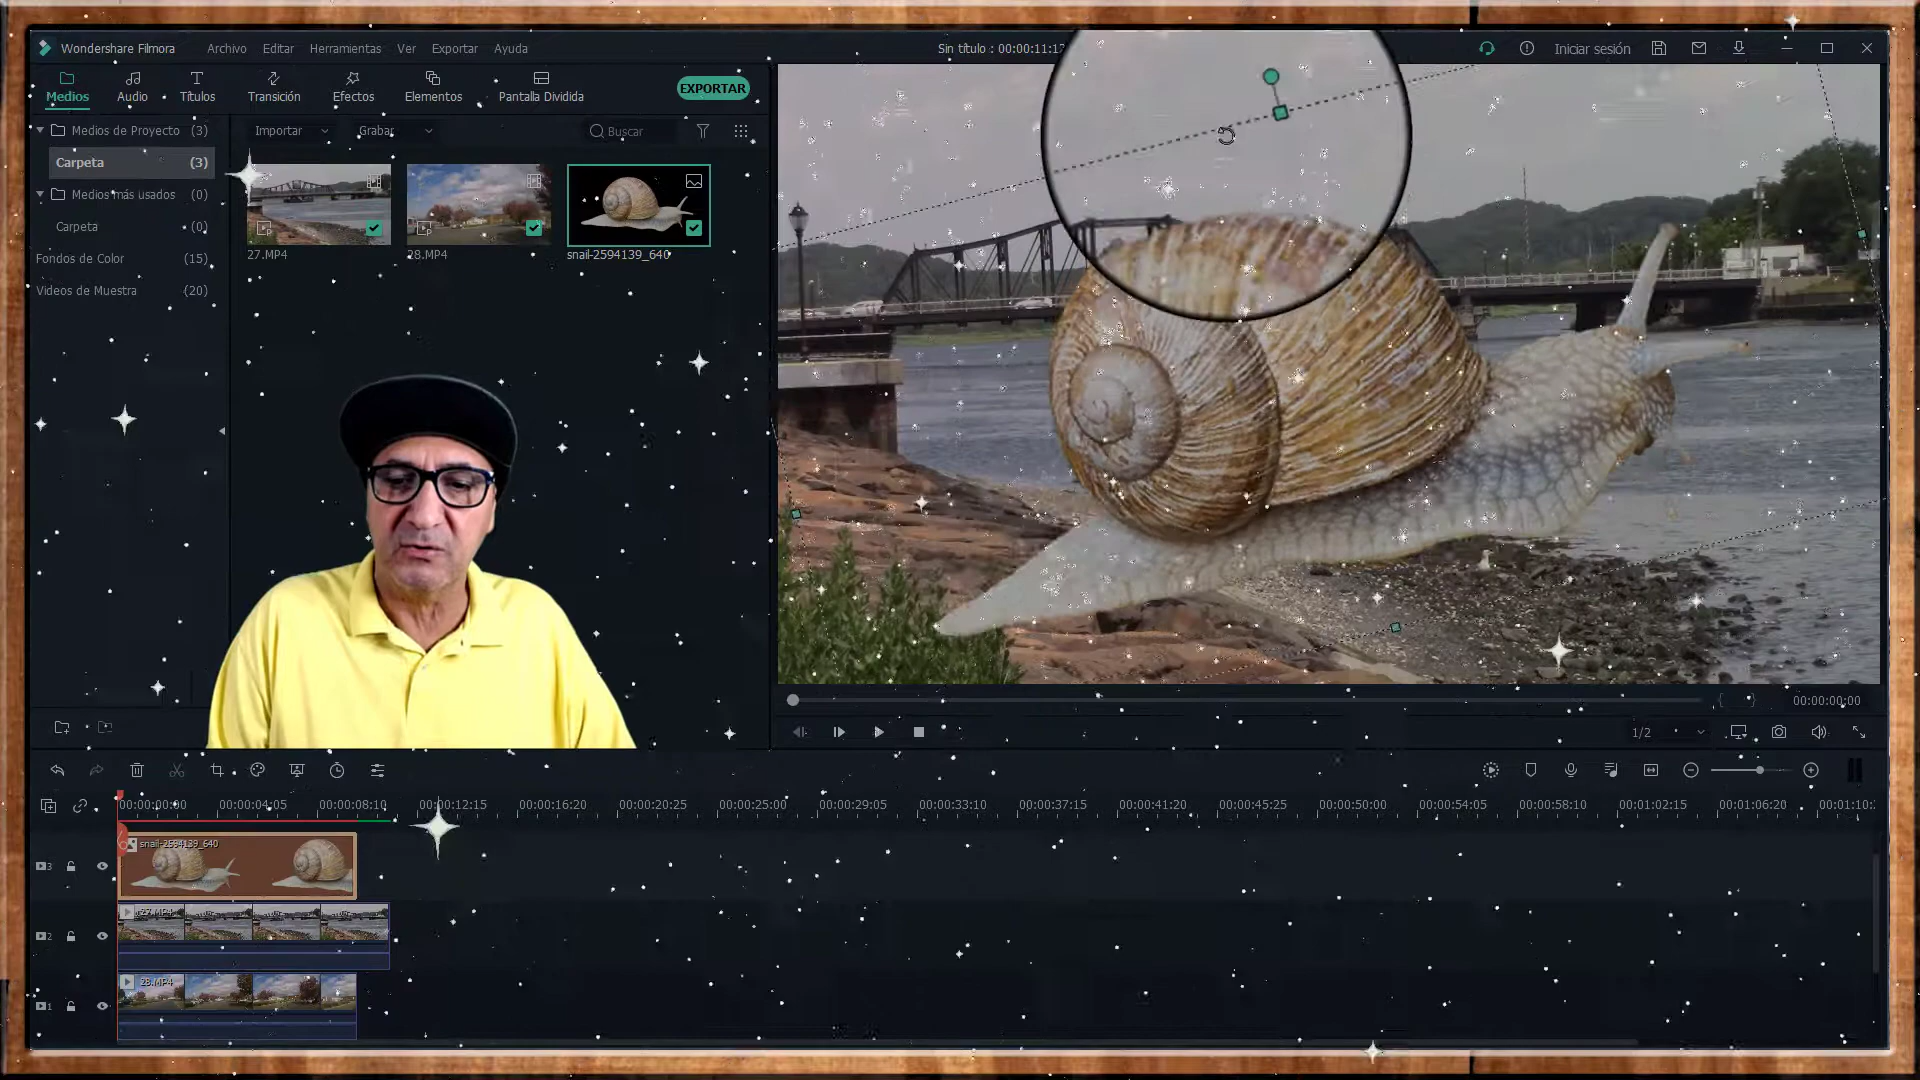 Wondershare Filmora Archivo Editar Herramientas Ver Exportar Ayuda Sin título : 00:00:11:17 Iniciar sesión
Medios Audio Títulos Transición Efectos Elementos Pantalla Dividida EXPORTAR
Medios de Proyecto (3) Importar Grabar Buscar
Carpeta (3)
Medios más usados (0)
Carpeta (0)
Fondos de Color (15)
Videos de Muestra (20)
27.MP4 28.MP4 snail-2594139_640
1/2 00:00:00:00
00:00:00:00 00:00:04:05 00:00:08:10 00:00:12:15 00:00:16:20 00:00:20:25 00:00:25:00 00:00:29:05 00:00:33:10 00:00:37:15 00:00:41:20 00:00:45:25 00:00:50:00 00:00:54:05 00:00:58:10 00:01:02:15 00:01:06:20
snail-2594139_640
3
27.MP4
2
28.MP4
1